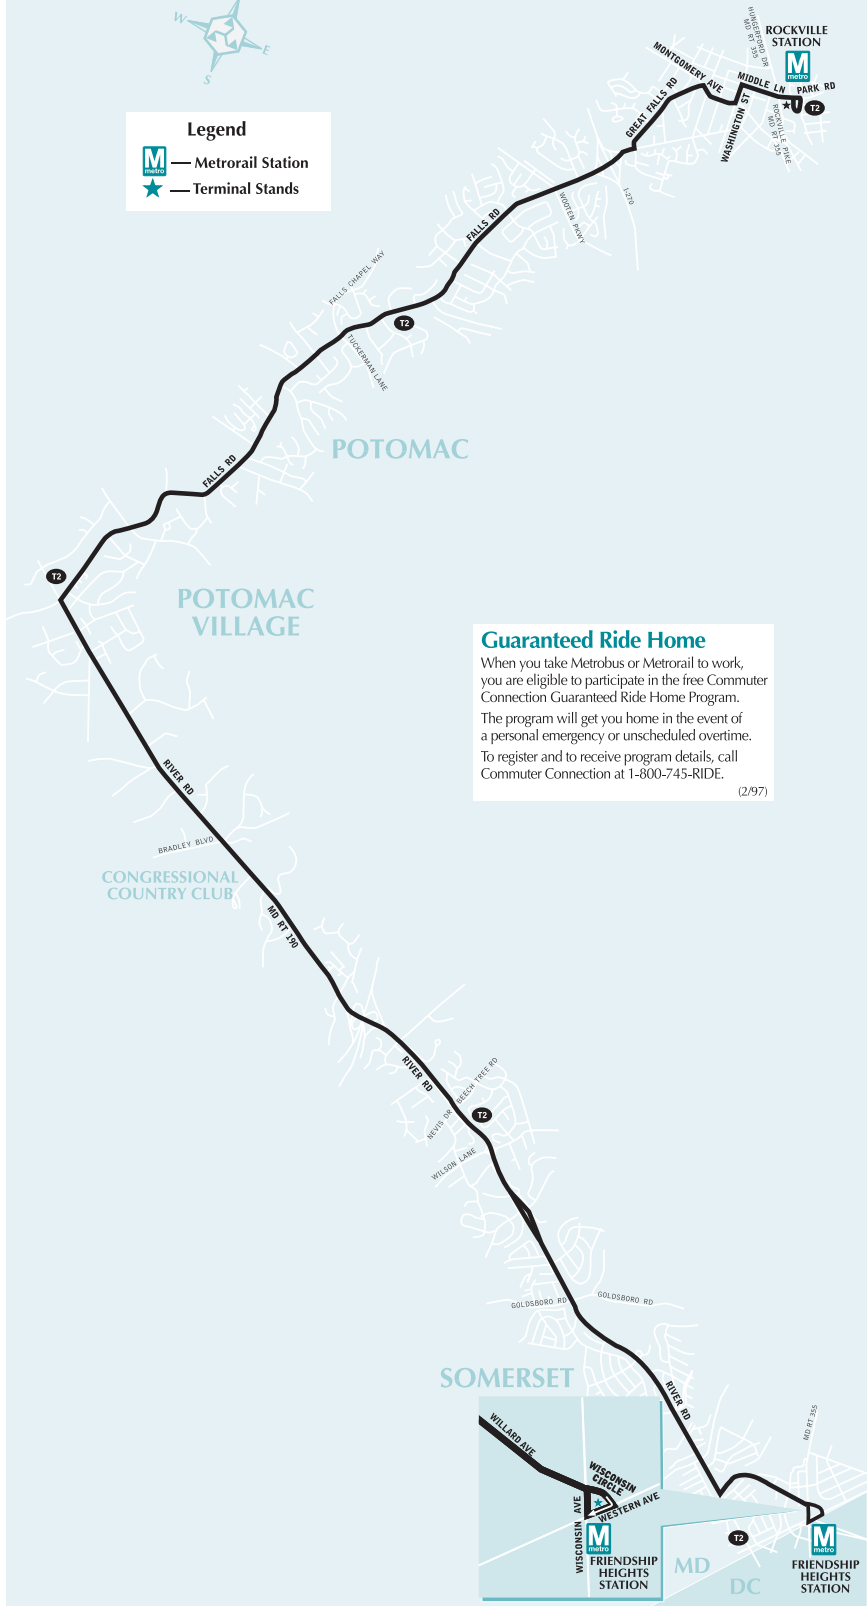 W
E
S
HUNGERFORD DR
MD RT 355
ROCKVILLE
STATION
M
metro
MONTGOMERY AVE
MIDDLE LN
PARK RD
T2
GREAT FALLS RD
WASHINGTON ST
ROCKVILLE PIKE
MD RT 355
Legend
M
metro
Metrorail Station
Terminal Stands
I-270
WOOTEN PKWY
FALLS RD
FALLS CHAPEL WAY
T2
TUCKERMAN LANE
POTOMAC
FALLS RD
T2
POTOMAC
VILLAGE
Guaranteed Ride Home
When you take Metrobus or Metrorail to work,
you are eligible to participate in the free Commuter
Connection Guaranteed Ride Home Program.
The program will get you home in the event of
a personal emergency or unscheduled overtime.
To register and to receive program details, call
Commuter Connection at 1-800-745-RIDE.
(2/97)
RIVER RD
BRADLEY BLVD
CONGRESSIONAL
COUNTRY CLUB
MD RT 190
RIVER RD
BEECH TREE RD
NEVIS DR
T2
WILSON LANE
GOLDSBORO RD
GOLDSBORO RD
SOMERSET
RIVER RD
MD RT 355
WILLARD AVE
WISCONSIN
CIRCLE
WISCONSIN AVE
WESTERN AVE
M
metro
FRIENDSHIP
HEIGHTS
STATION
T2
MD
DC
M
metro
FRIENDSHIP
HEIGHTS
STATION